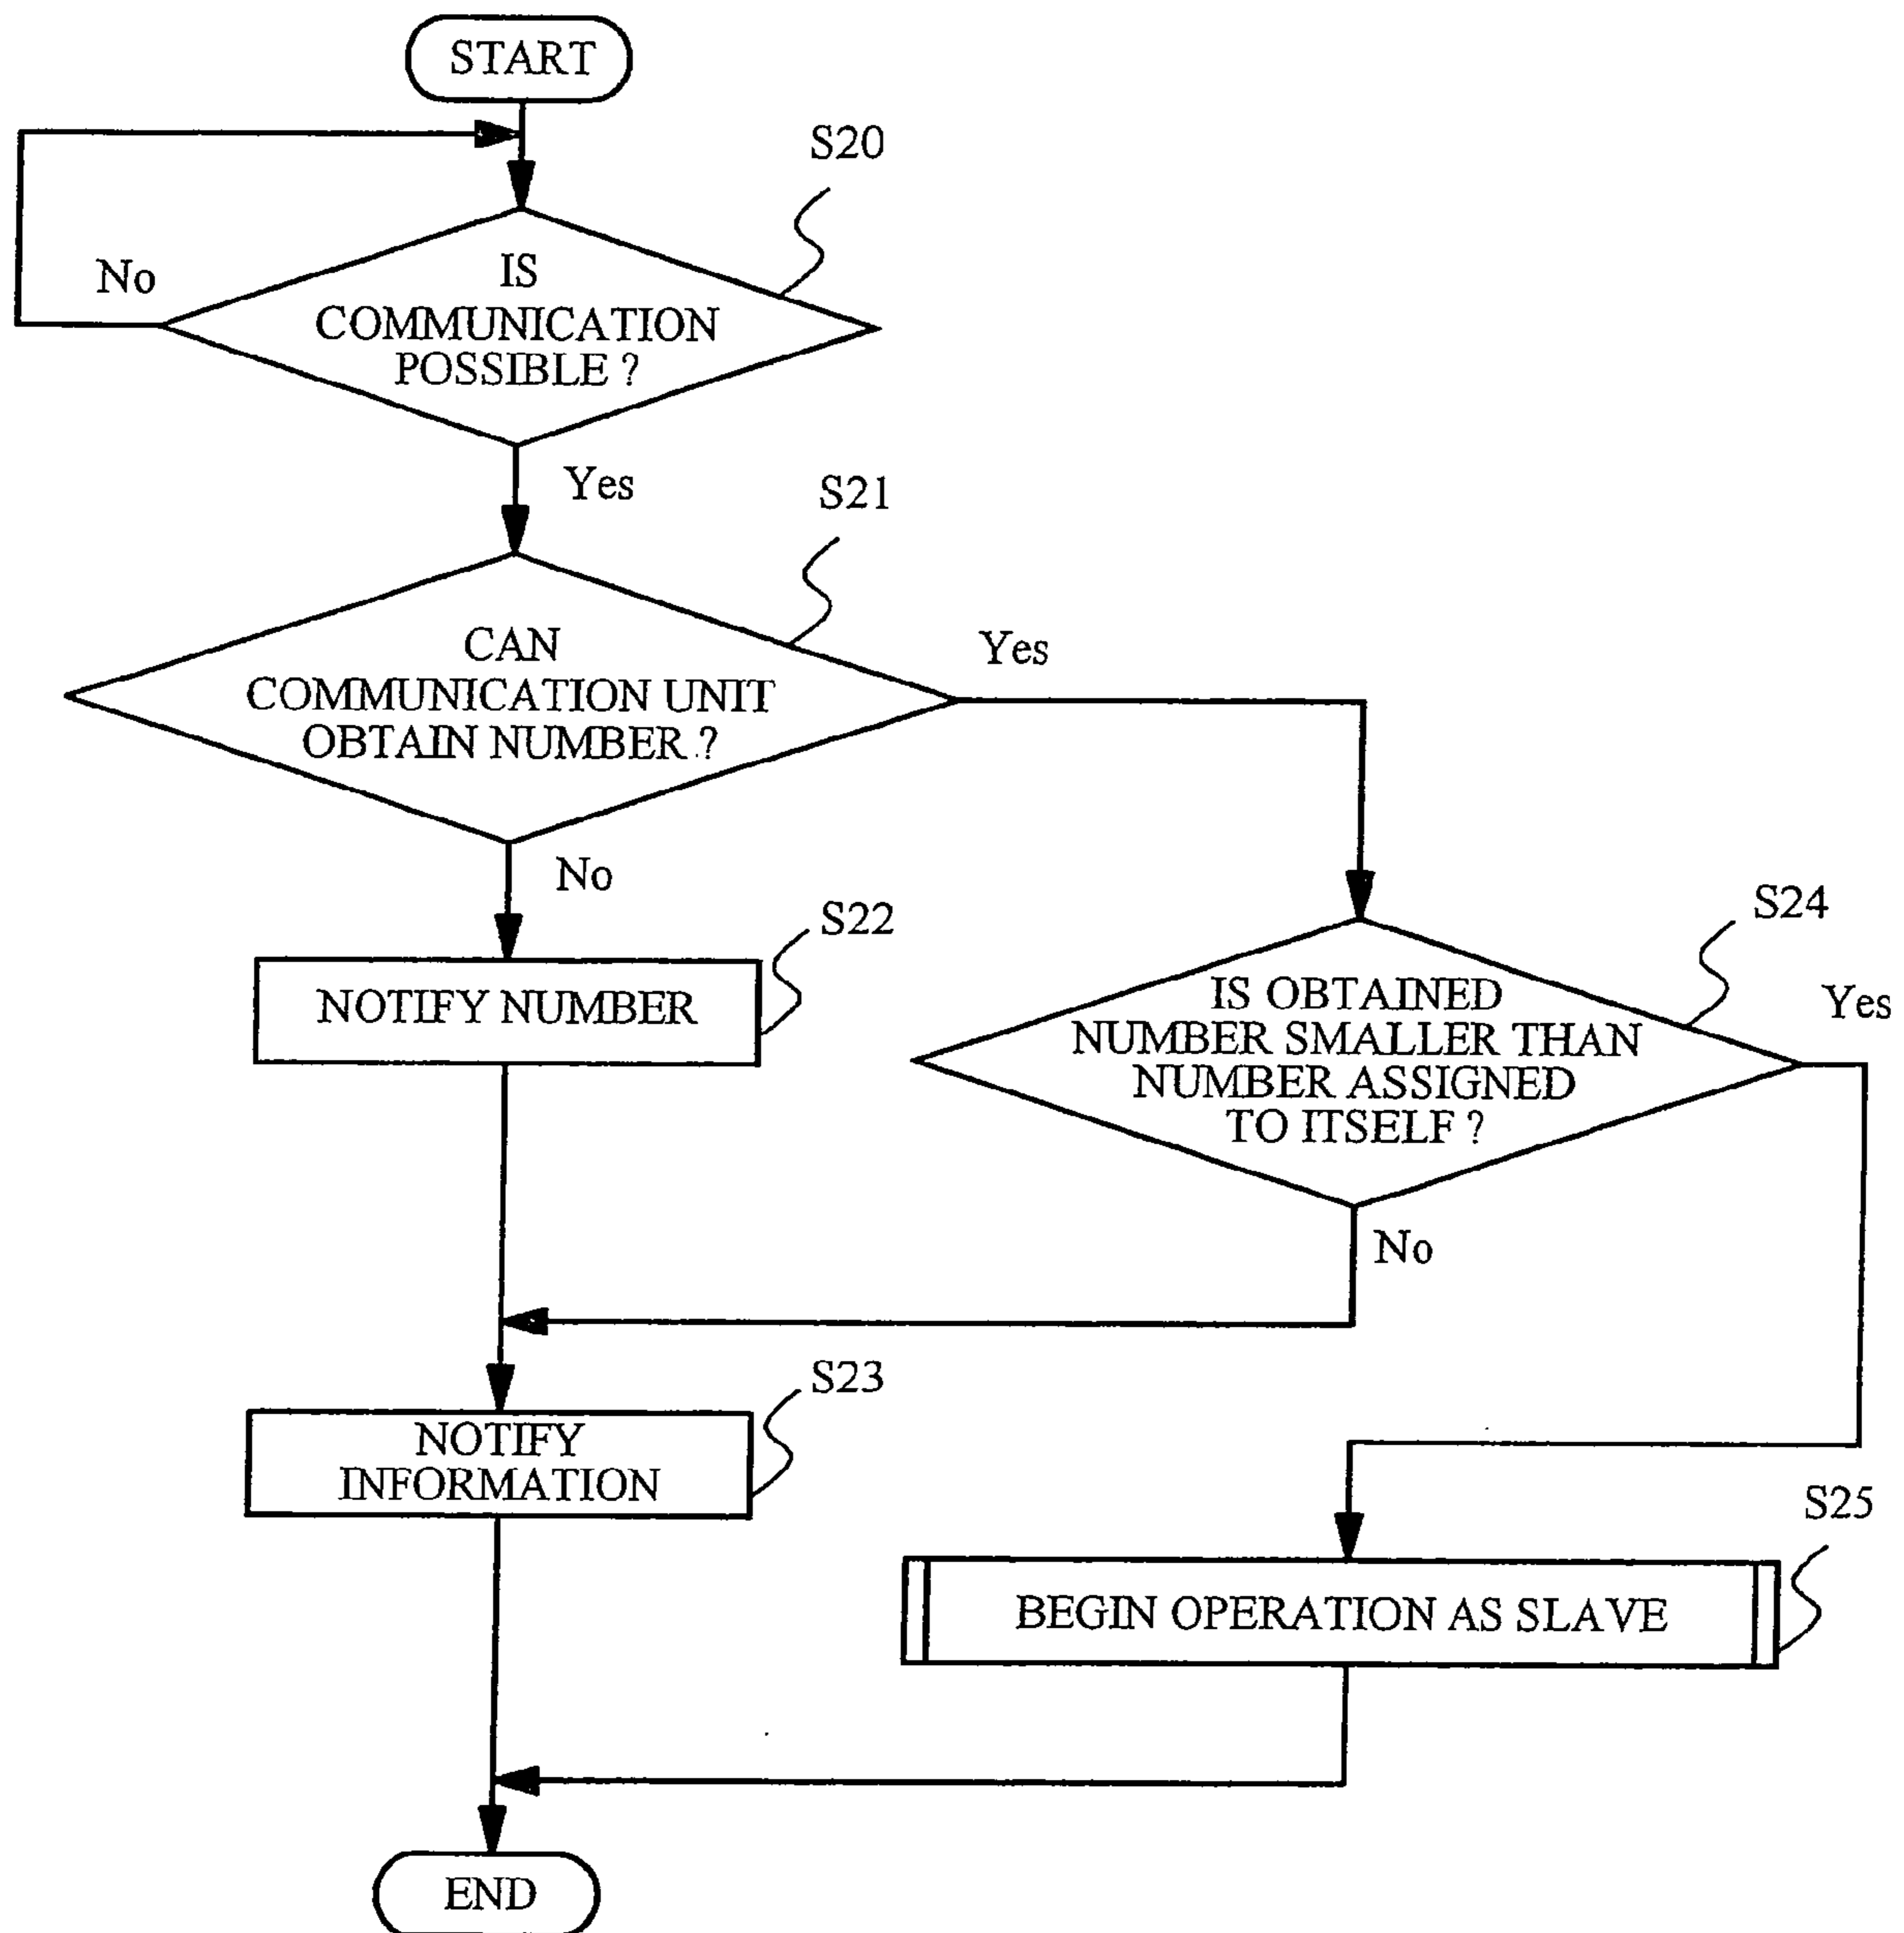 START
S20
No
IS
COMMUNICATION
POSSIBLE ?
Yes
S21
CAN
COMMUNICATION UNIT
OBTAIN NUMBER ?
Yes
No
S22
NOTIFY NUMBER
S24
IS OBTAINED
NUMBER SMALLER THAN
NUMBER ASSIGNED
TO ITSELF ?
Yes
No
S23
NOTIFY
INFORMATION
S25
BEGIN OPERATION AS SLAVE
END